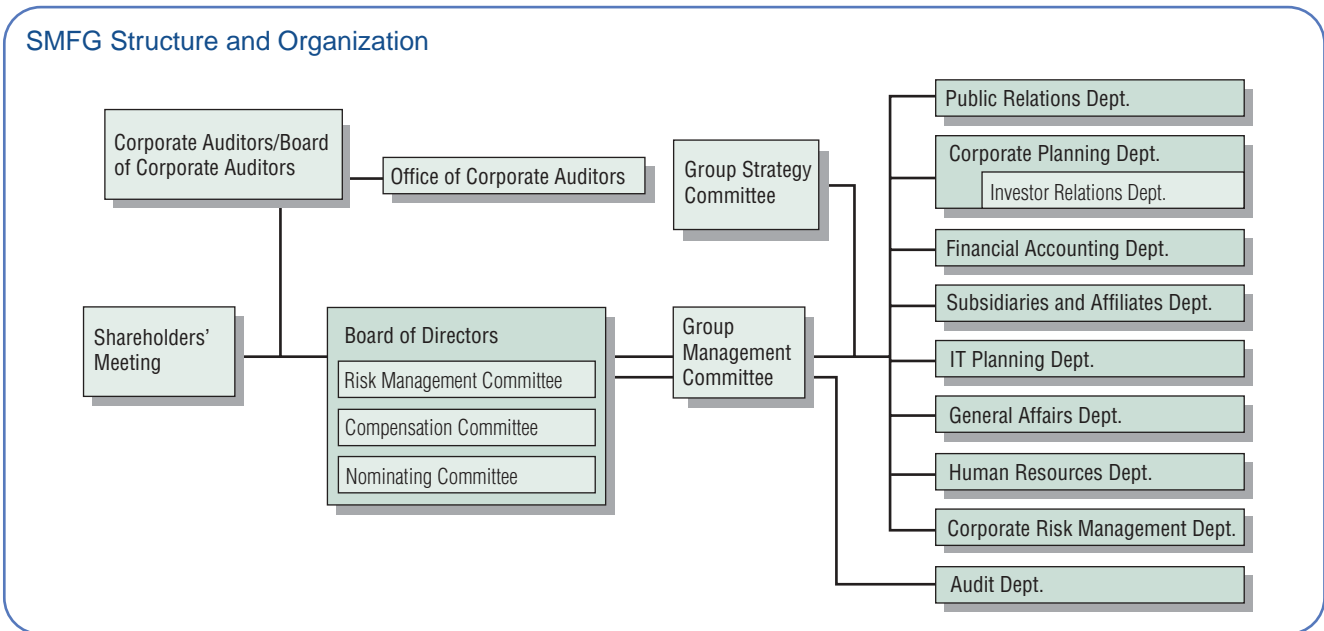 SMFG Structure and Organization
Corporate Auditors/Board
of Corporate Auditors
Office of Corporate Auditors
Shareholders'
Meeting
Board of Directors
Risk Management Committee
Compensation Committee
Nominating Committee
Group Strategy
Committee
Group
Management
Committee
Public Relations Dept.
Corporate Planning Dept.
Investor Relations Dept.
Financial Accounting Dept.
Subsidiaries and Affiliates Dept.
IT Planning Dept.
General Affairs Dept.
Human Resources Dept.
Corporate Risk Management Dept.
Audit Dept.